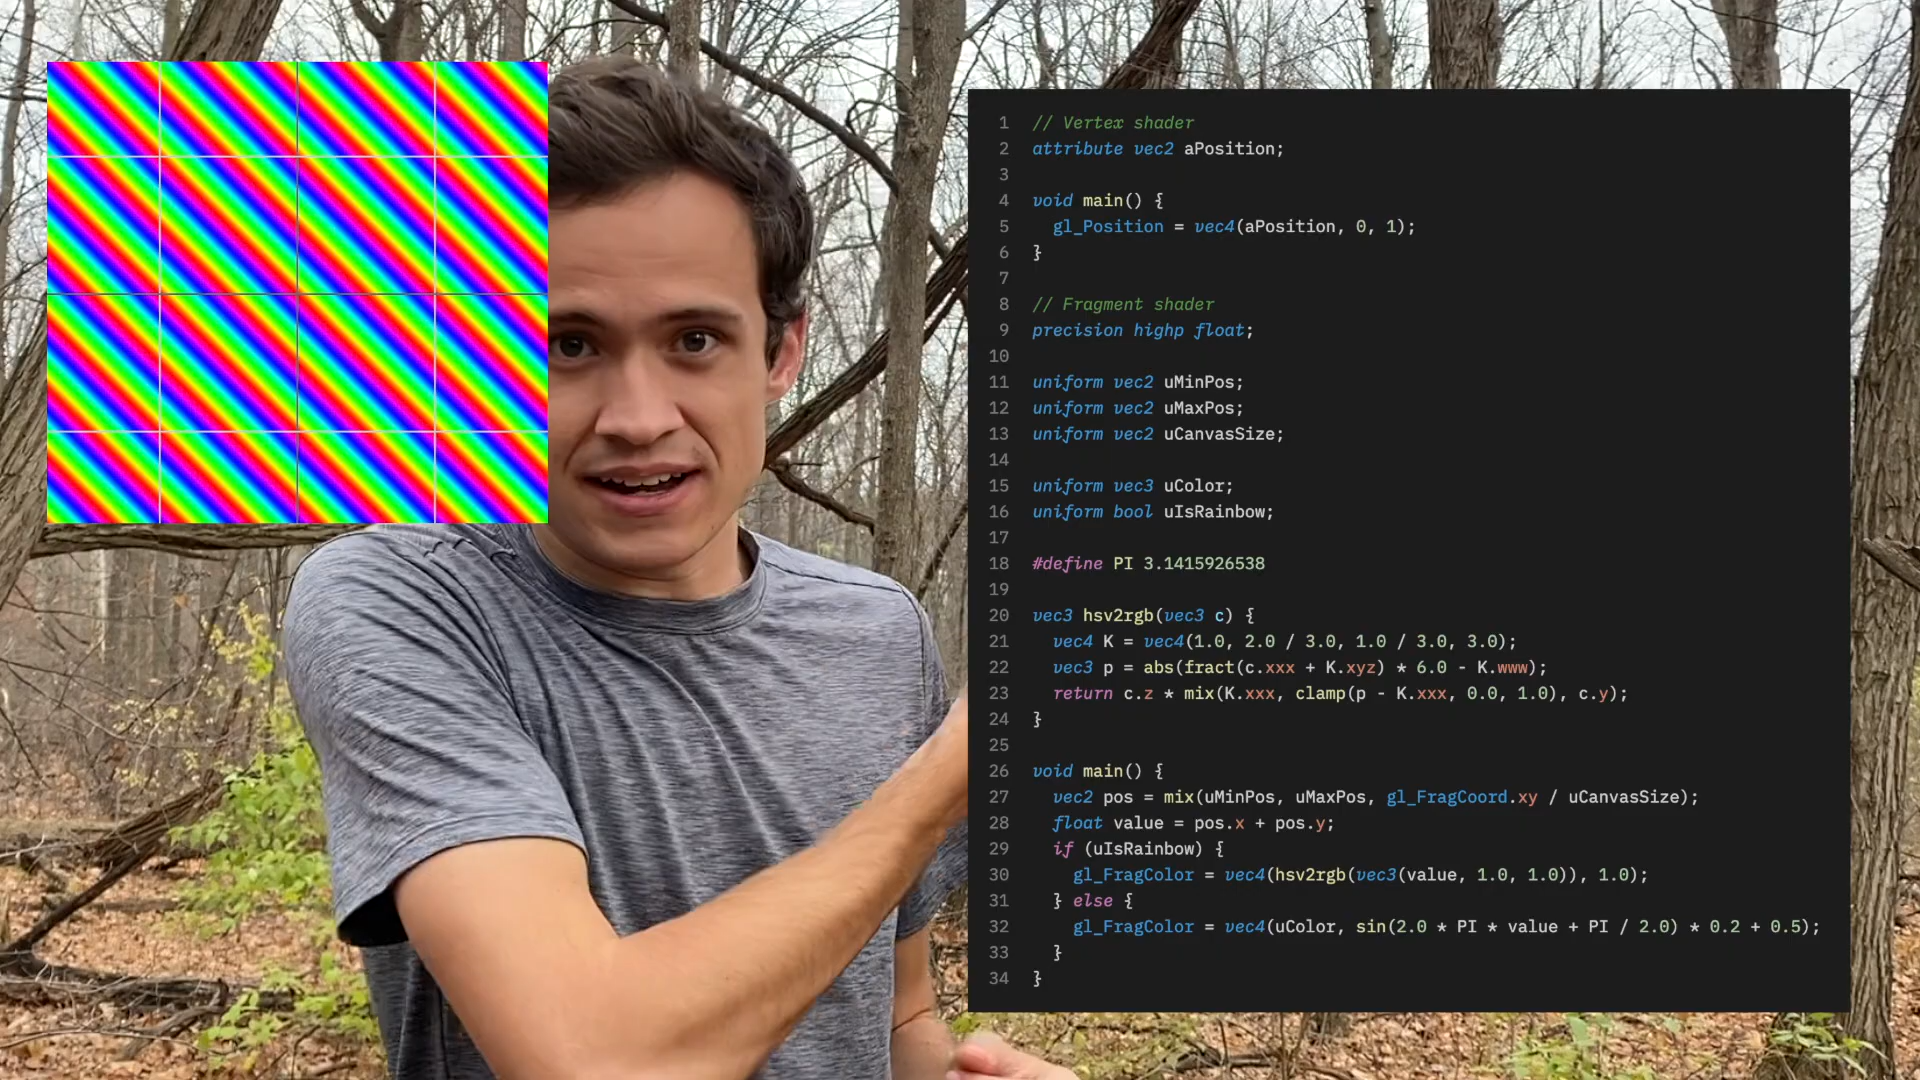 1 // Vertex shader
2 attribute vec2 aPosition;
3
4 void main() {
5 gl_Position = vec4(aPosition, 0, 1);
6 }
7
8 // Fragment shader
9 precision highp float;
10
11 uniform vec2 uMinPos;
12 uniform vec2 uMaxPos;
13 uniform vec2 uCanvasSize;
14
15 uniform vec3 uColor;
16 uniform bool uIsRainbow;
17
18 #define PI 3.1415926538
19
20 vec3 hsv2rgb(vec3 c) {
21 vec4 K = vec4(1.0, 2.0 / 3.0, 1.0 / 3.0, 3.0);
22 vec3 p = abs(fract(c.xxx + K.xyz) * 6.0 - K.www);
23 return c.z * mix(K.xxx, clamp(p - K.xxx, 0.0, 1.0), c.y);
24 }
25
26 void main() {
27 vec2 pos = mix(uMinPos, uMaxPos, gl_FragCoord.xy / uCanvasSize);
28 float value = pos.x + pos.y;
29 if (uIsRainbow) {
30 gl_FragColor = vec4(hsv2rgb(vec3(value, 1.0, 1.0)), 1.0);
31 } else {
32 gl_FragColor = vec4(uColor, sin(2.0 * PI * value + PI / 2.0) * 0.2 + 0.5);
33 }
34 }